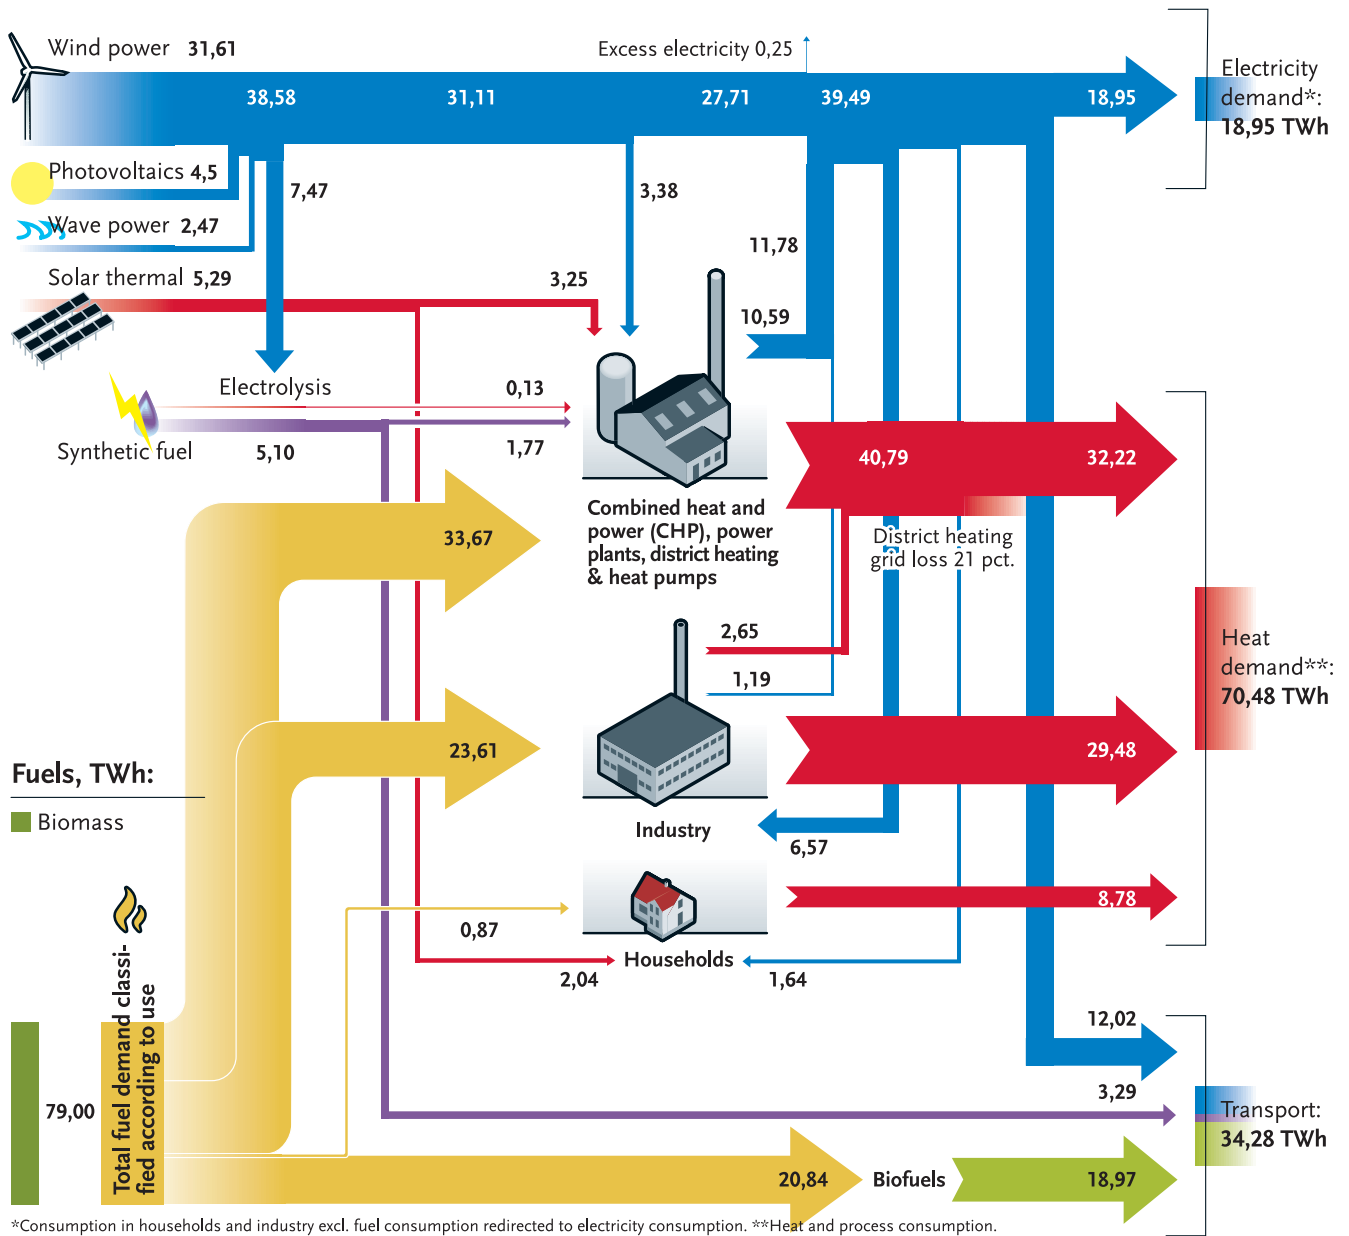 Wind power 31,61
Excess electricity 0,25
38,58
31,11
27,71
39,49
18,95
Electricity
demand*:
18,95 TWh
Photovoltaics 4,5
7,47
3,38
Wave power 2,47
11,78
Solar thermal 5,29
3,25
10,59
Electrolysis
0,13
Synthetic fuel
5,10
1,77
40,79
32,22
Combined heat and
power (CHP), power
plants, district heating
& heat pumps
33,67
District heating
grid loss 21 pct.
2,65
1,19
Heat
demand**:
70,48 TWh
23,61
29,48
Fuels, TWh:
Biomass
Industry
6,57
8,78
0,87
Households
2,04
1,64
Total fuel demand classi-
fied according to use
79,00
12,02
3,29
Transport:
34,28 TWh
20,84
Biofuels
18,97
*Consumption in households and industry excl. fuel consumption redirected to electricity consumption. **Heat and process consumption.